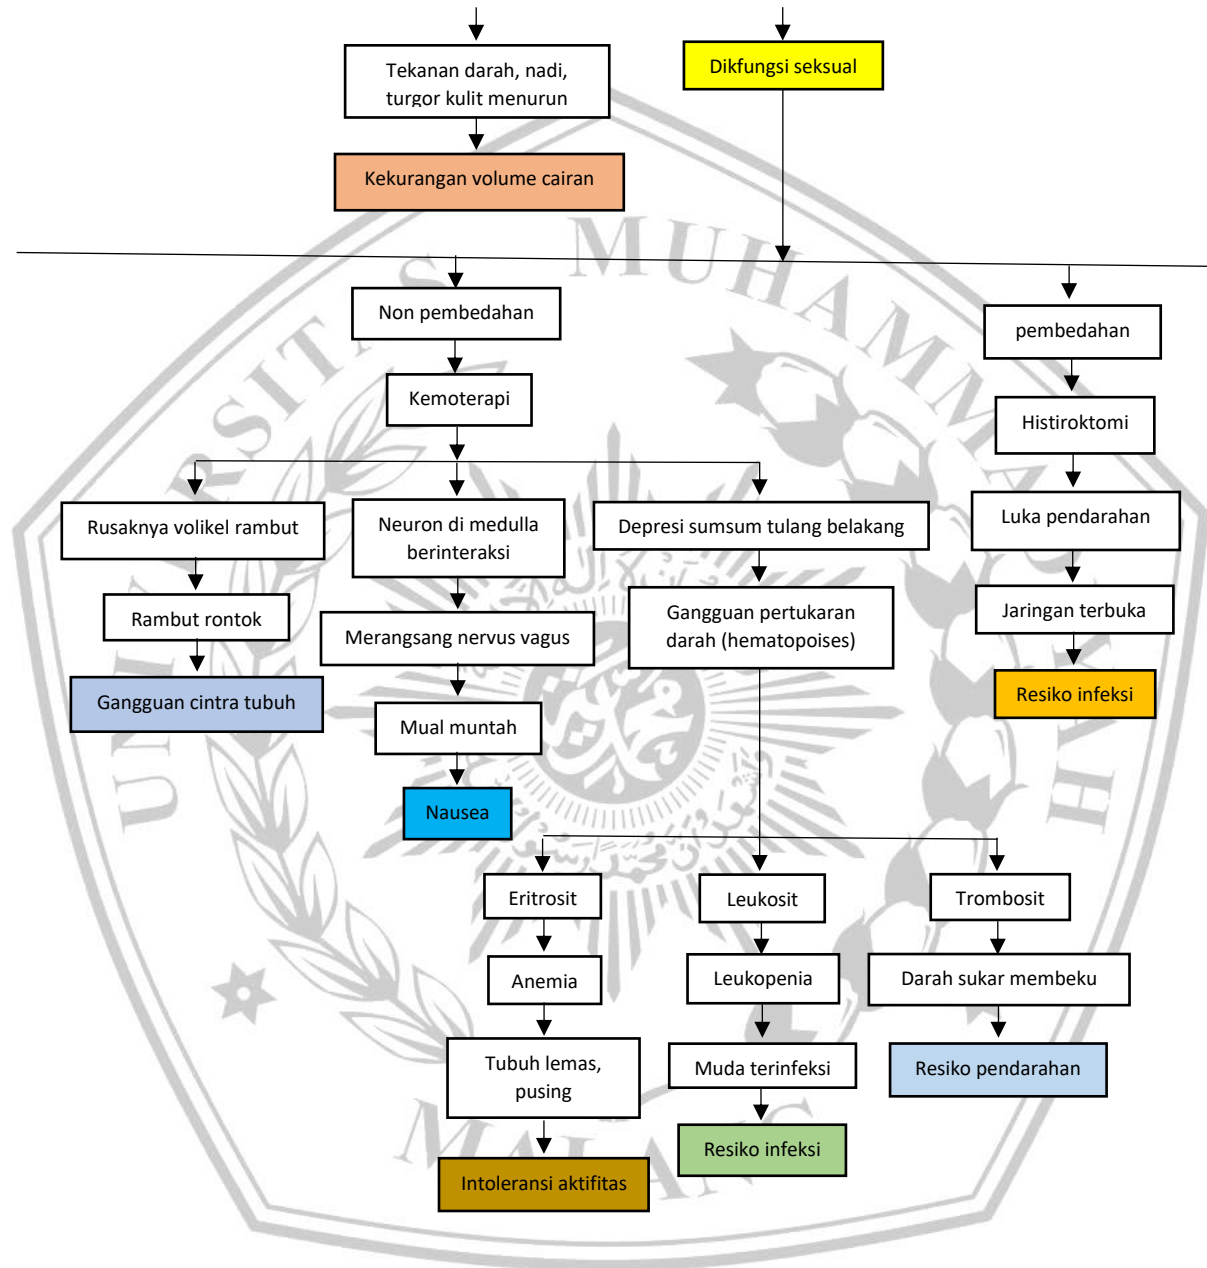 Tekanan darah, nadi,
turgor kulit menurun
Dikfungsi seksual
Kekurangan volume cairan
Non pembedahan
pembedahan
Kemoterapi
Histiroktomi
Rusaknya volikel rambut
Neuron di medulla
berinteraksi
Depresi sumsum tulang belakang
Luka pendarahan
Rambut rontok
Merangsang nervus vagus
Gangguan pertukaran
darah (hematopoises)
Jaringan terbuka
Gangguan cintra tubuh
Mual muntah
Resiko infeksi
Nausea
Eritrosit
Leukosit
Trombosit
Anemia
Leukopenia
Darah sukar membeku
Tubuh lemas,
pusing
Muda terinfeksi
Resiko pendarahan
Intoleransi aktifitas
Resiko infeksi
UNIVERSITAS MUHAMMADIYAH
MALANG